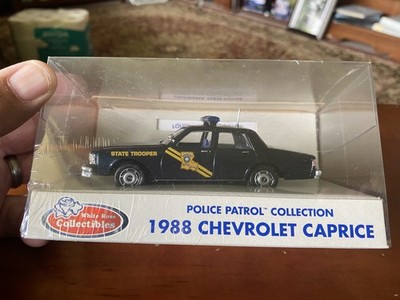 STATE TROOPER
White Rose
Collectibles
POLICE PATROL™ COLLECTION
1988 CHEVROLET CAPRICE